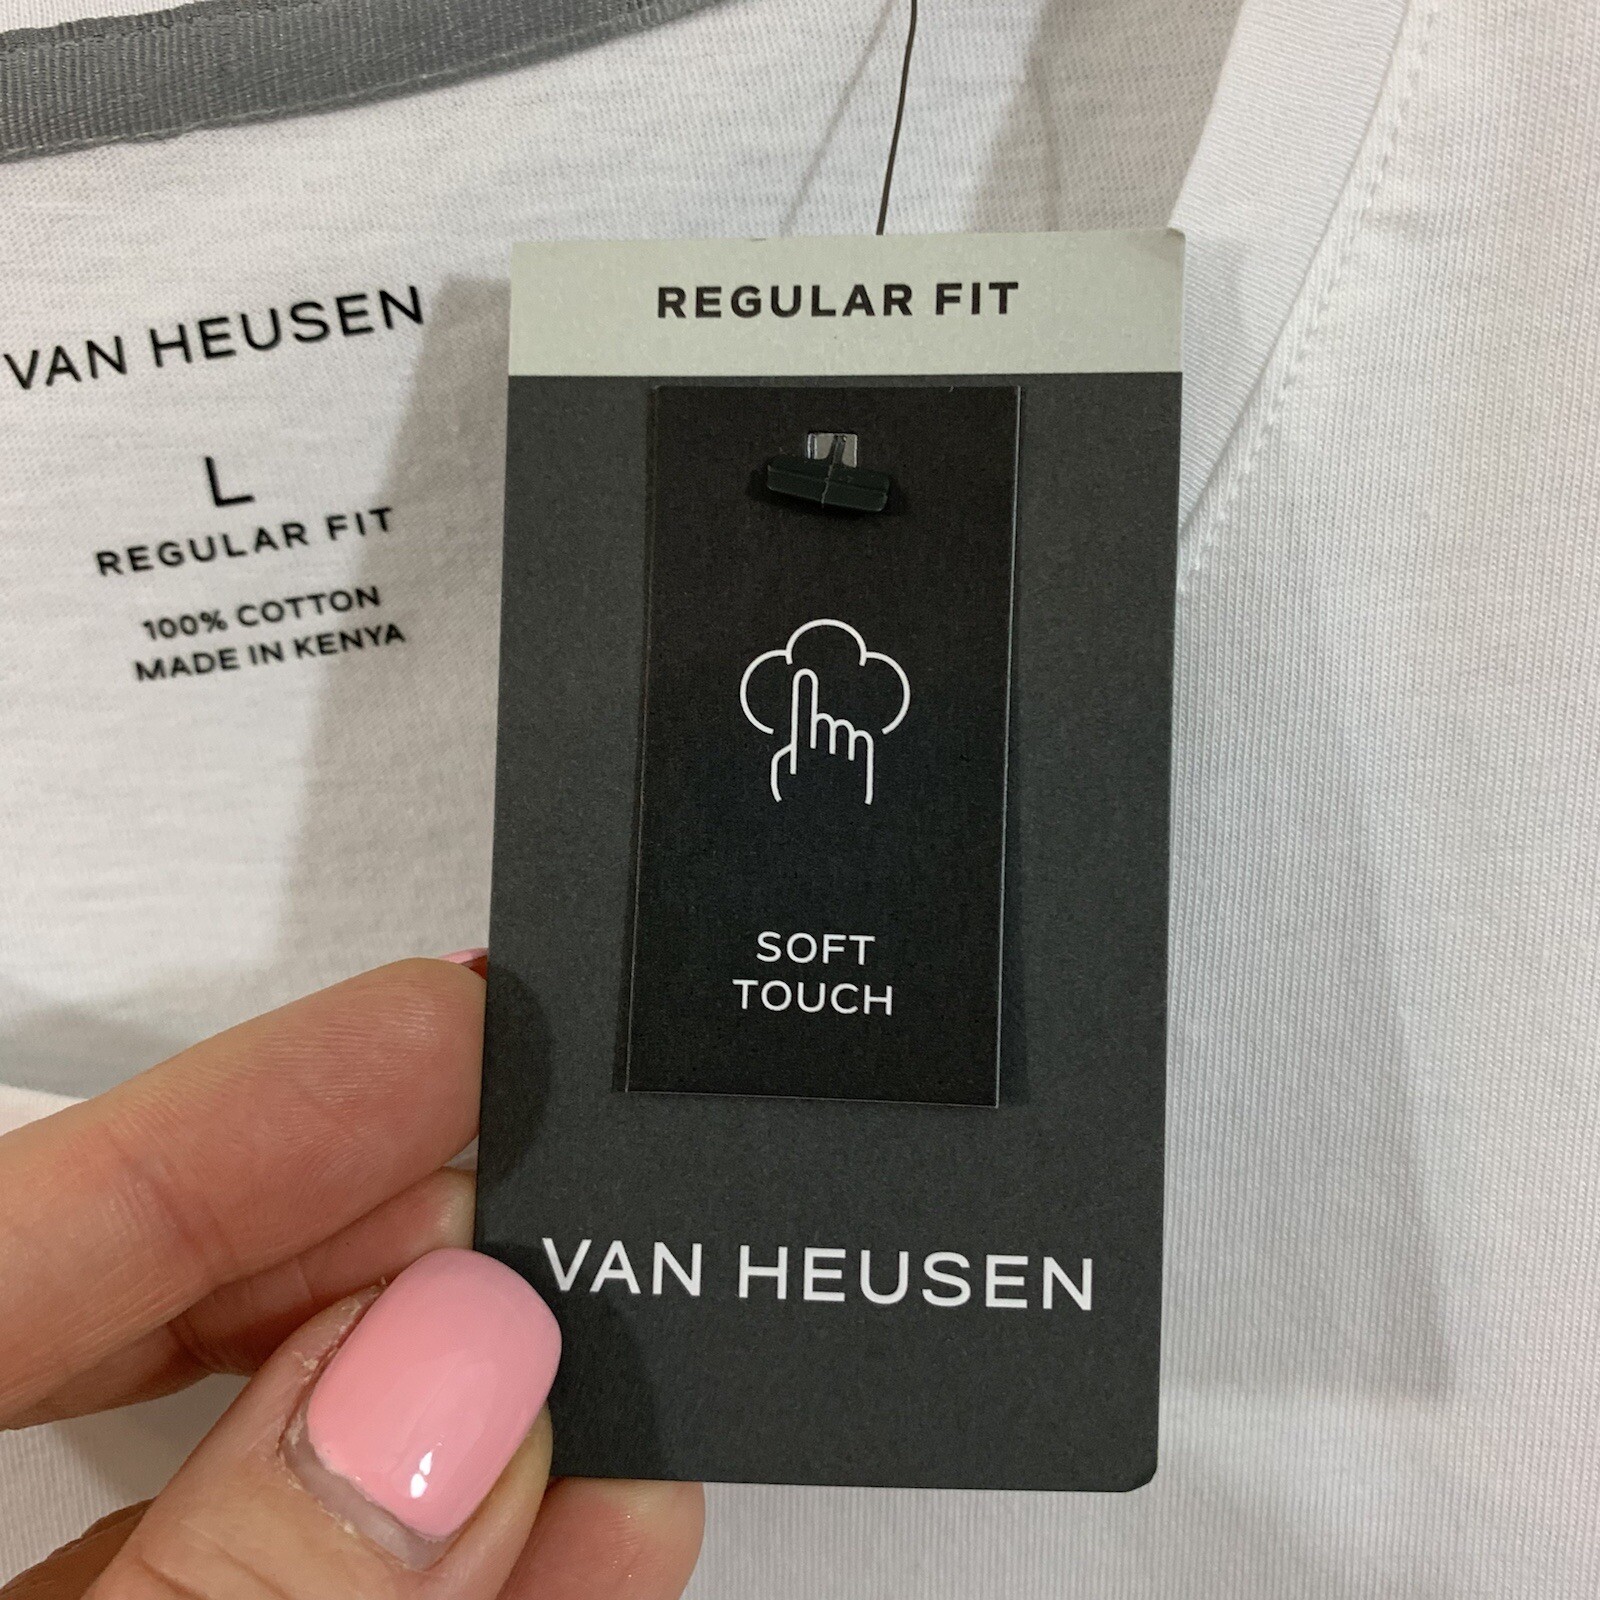 VAN HEUSEN
L
REGULAR FIT
100% COTTON
MADE IN KENYA
REGULAR FIT
SOFT
TOUCH
VAN HEUSEN